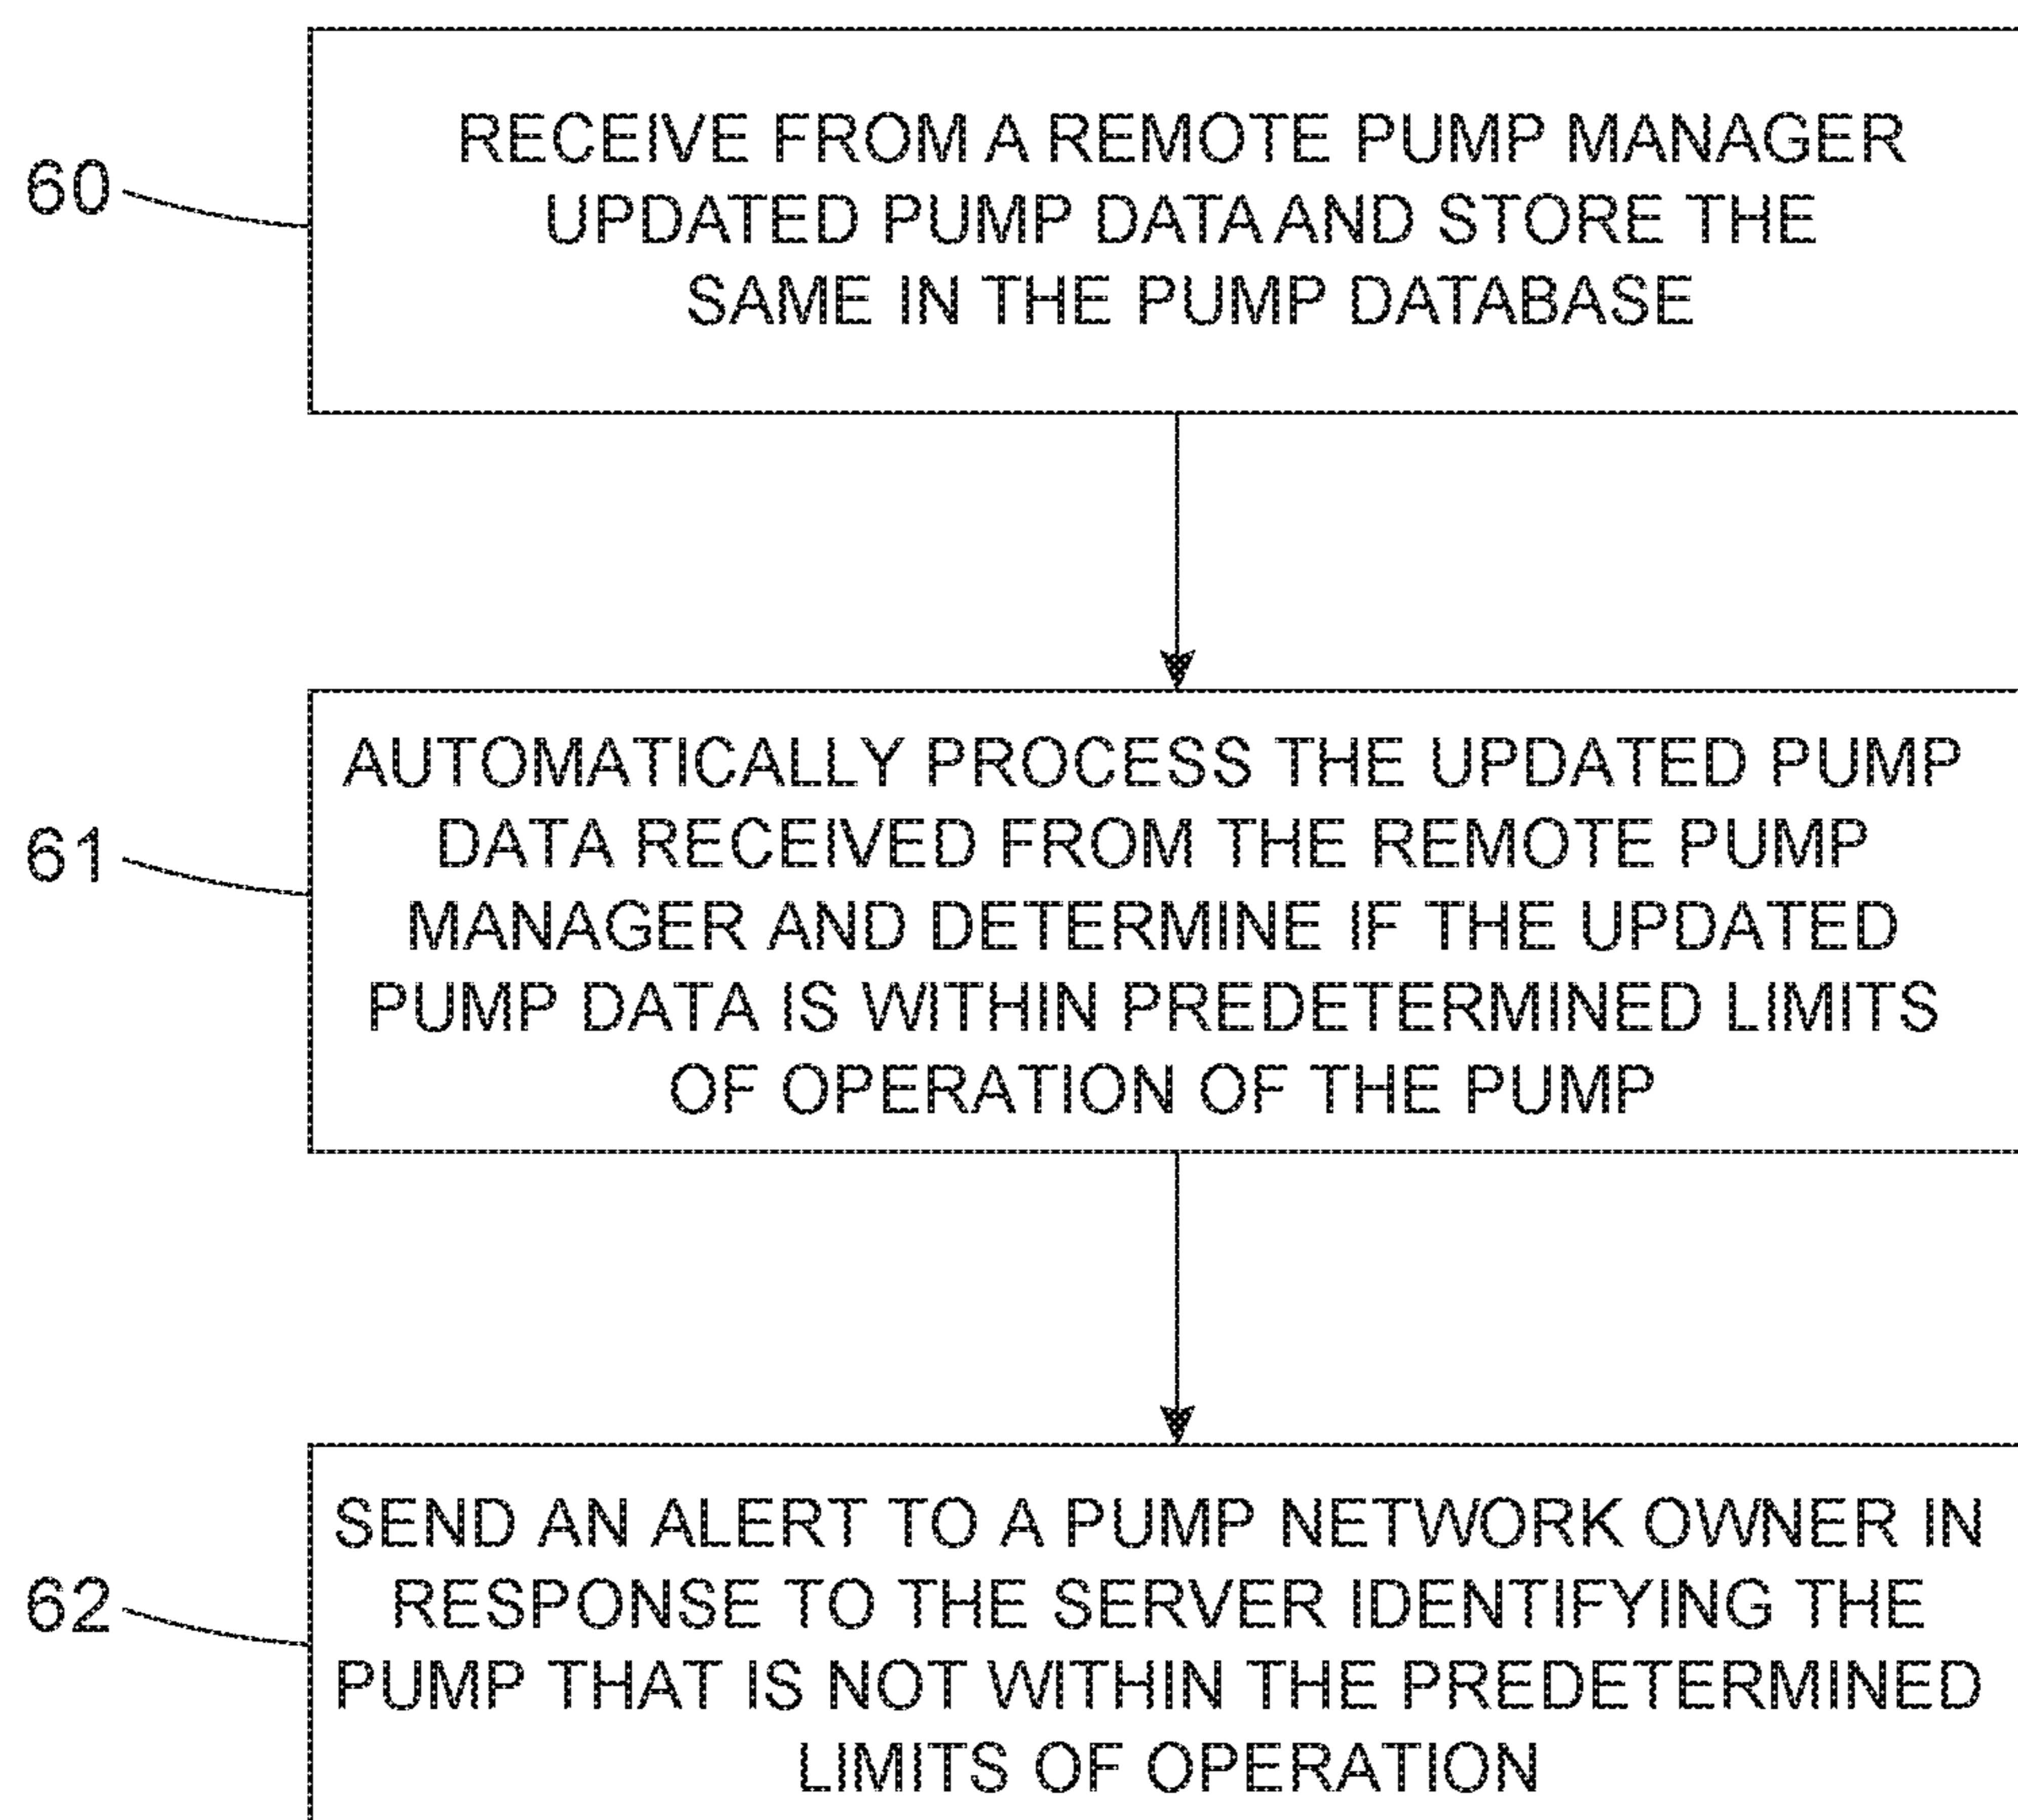 60
RECEIVE FROM A REMOTE PUMP MANAGER
UPDATED PUMP DATA AND STORE THE
SAME IN THE PUMP DATABASE
61
AUTOMATICALLY PROCESS THE UPDATED PUMP
DATA RECEIVED FROM THE REMOTE PUMP
MANAGER AND DETERMINE IF THE UPDATED
PUMP DATA IS WITHIN PREDETERMINED LIMITS
OF OPERATION OF THE PUMP
62
SEND AN ALERT TO A PUMP NETWORK OWNER IN
RESPONSE TO THE SERVER IDENTIFYING THE
PUMP THAT IS NOT WITHIN THE PREDETERMINED
LIMITS OF OPERATION